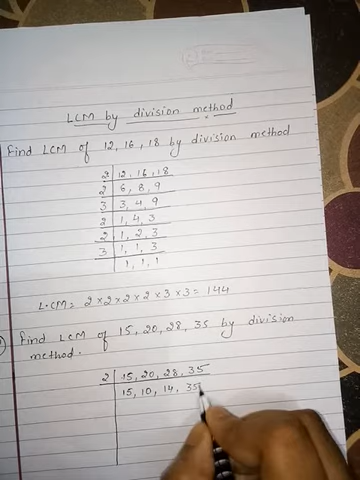 LCM by division method
Find LCM of 12, 16, 18 by division method
2 | 12, 16, 18
2 | 6, 8, 9
3 | 3, 4, 9
2 | 1, 4, 3
2 | 1, 2, 3
3 | 1, 1, 3
1, 1, 1
L.CM= 2×2×2×2×3×3= 144
Find LCM of 15, 20, 28, 35 by division
method.
2 | 15, 20, 28, 35
15, 10, 14, 35